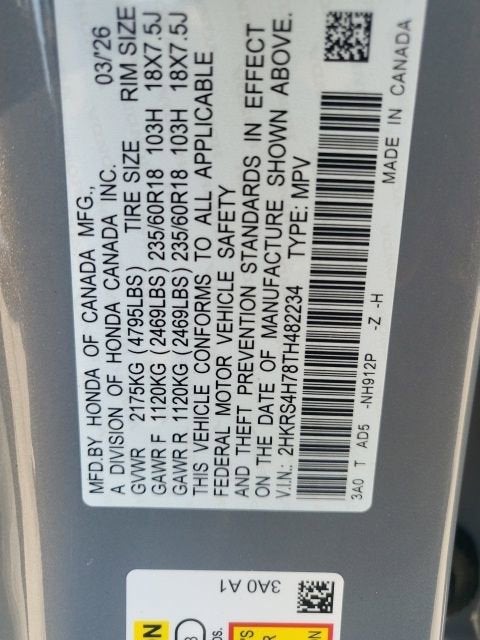 MFD.BY HONDA OF CANADA MFG., 03/26
A DIVISION OF HONDA CANADA INC.
GVWR 2175KG (4795LBS) TIRE SIZE RIM SIZE
GAWR F 1120KG (2469LBS) 235/60R18 103H 18X7.5J
GAWR R 1120KG (2469LBS) 235/60R18 103H 18X7.5J
THIS VEHICLE CONFORMS TO ALL APPLICABLE
FEDERAL MOTOR VEHICLE SAFETY
AND THEFT PREVENTION STANDARDS IN EFFECT
ON THE DATE OF MANUFACTURE SHOWN ABOVE.
V.I.N.: 2HKRS4H78TH482234 TYPE: MPV
3A0 T AD5 -NH912P -Z -H
MADE IN CANADA
3A0 A1